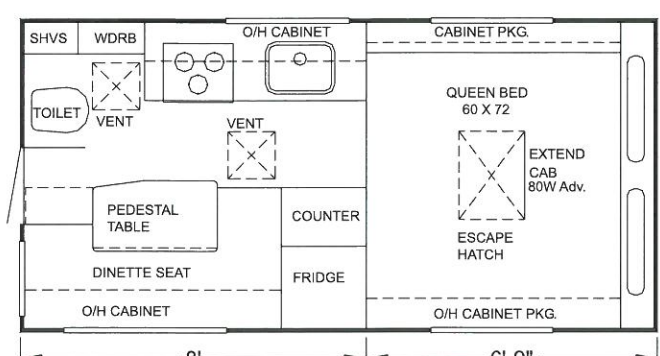 SHVS
WDRB
O/H CABINET
CABINET PKG.
TOILET
VENT
VENT
QUEEN BED
60 X 72
EXTEND
CAB
80W Adv.
ESCAPE
HATCH
PEDESTAL
TABLE
COUNTER
DINETTE SEAT
FRIDGE
O/H CABINET
O/H CABINET PKG.